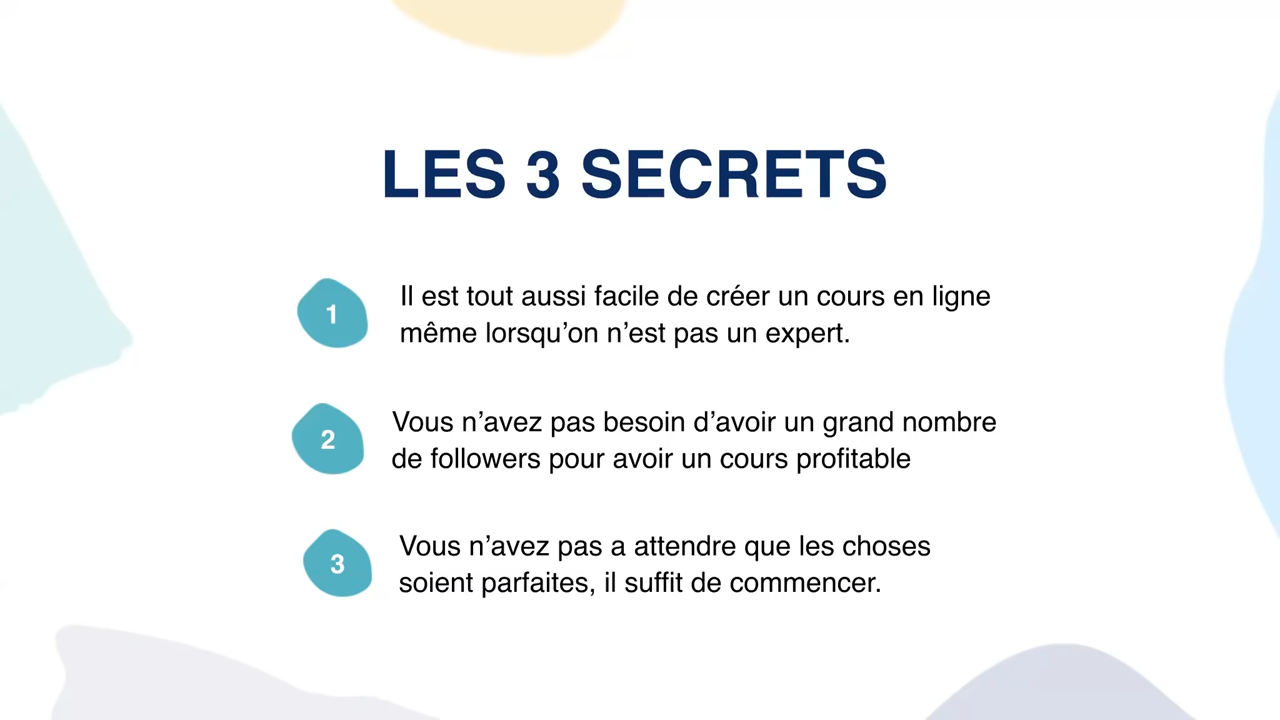 LES 3 SECRETS
1
Il est tout aussi facile de créer un cours en ligne
même lorsqu’on n’est pas un expert.
2
Vous n’avez pas besoin d’avoir un grand nombre
de followers pour avoir un cours profitable
3
Vous n’avez pas a attendre que les choses
soient parfaites, il suffit de commencer.